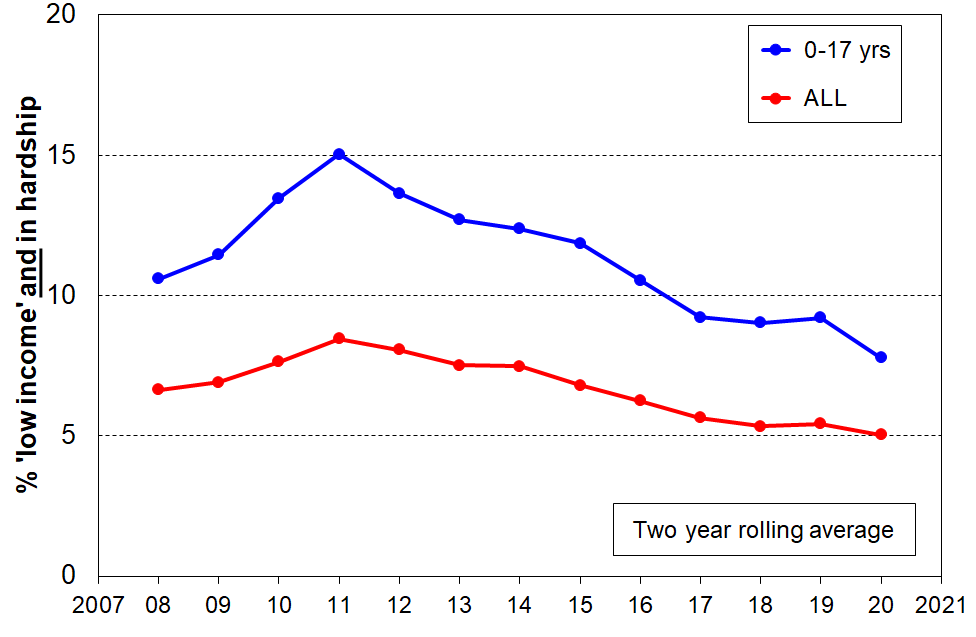 20
15
10
5
0
% 'low income' and in hardship
0-17 yrs
ALL
Two year rolling average
2007 08 09 10 11 12 13 14 15 16 17 18 19 20 2021